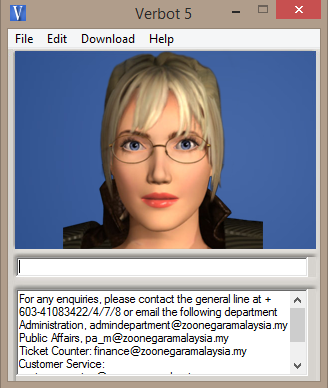 V Verbot 5
File Edit Download Help
For any enquiries, please contact the general line at +
603-41083422/4/7/8 or email the following department
Administration, admindepartment@zoonegaramalaysia.my
Public Affairs, pa_m@zoonegaramalaysia.my
Ticket Counter: finance@zoonegaramalaysia.my
Customer Service: